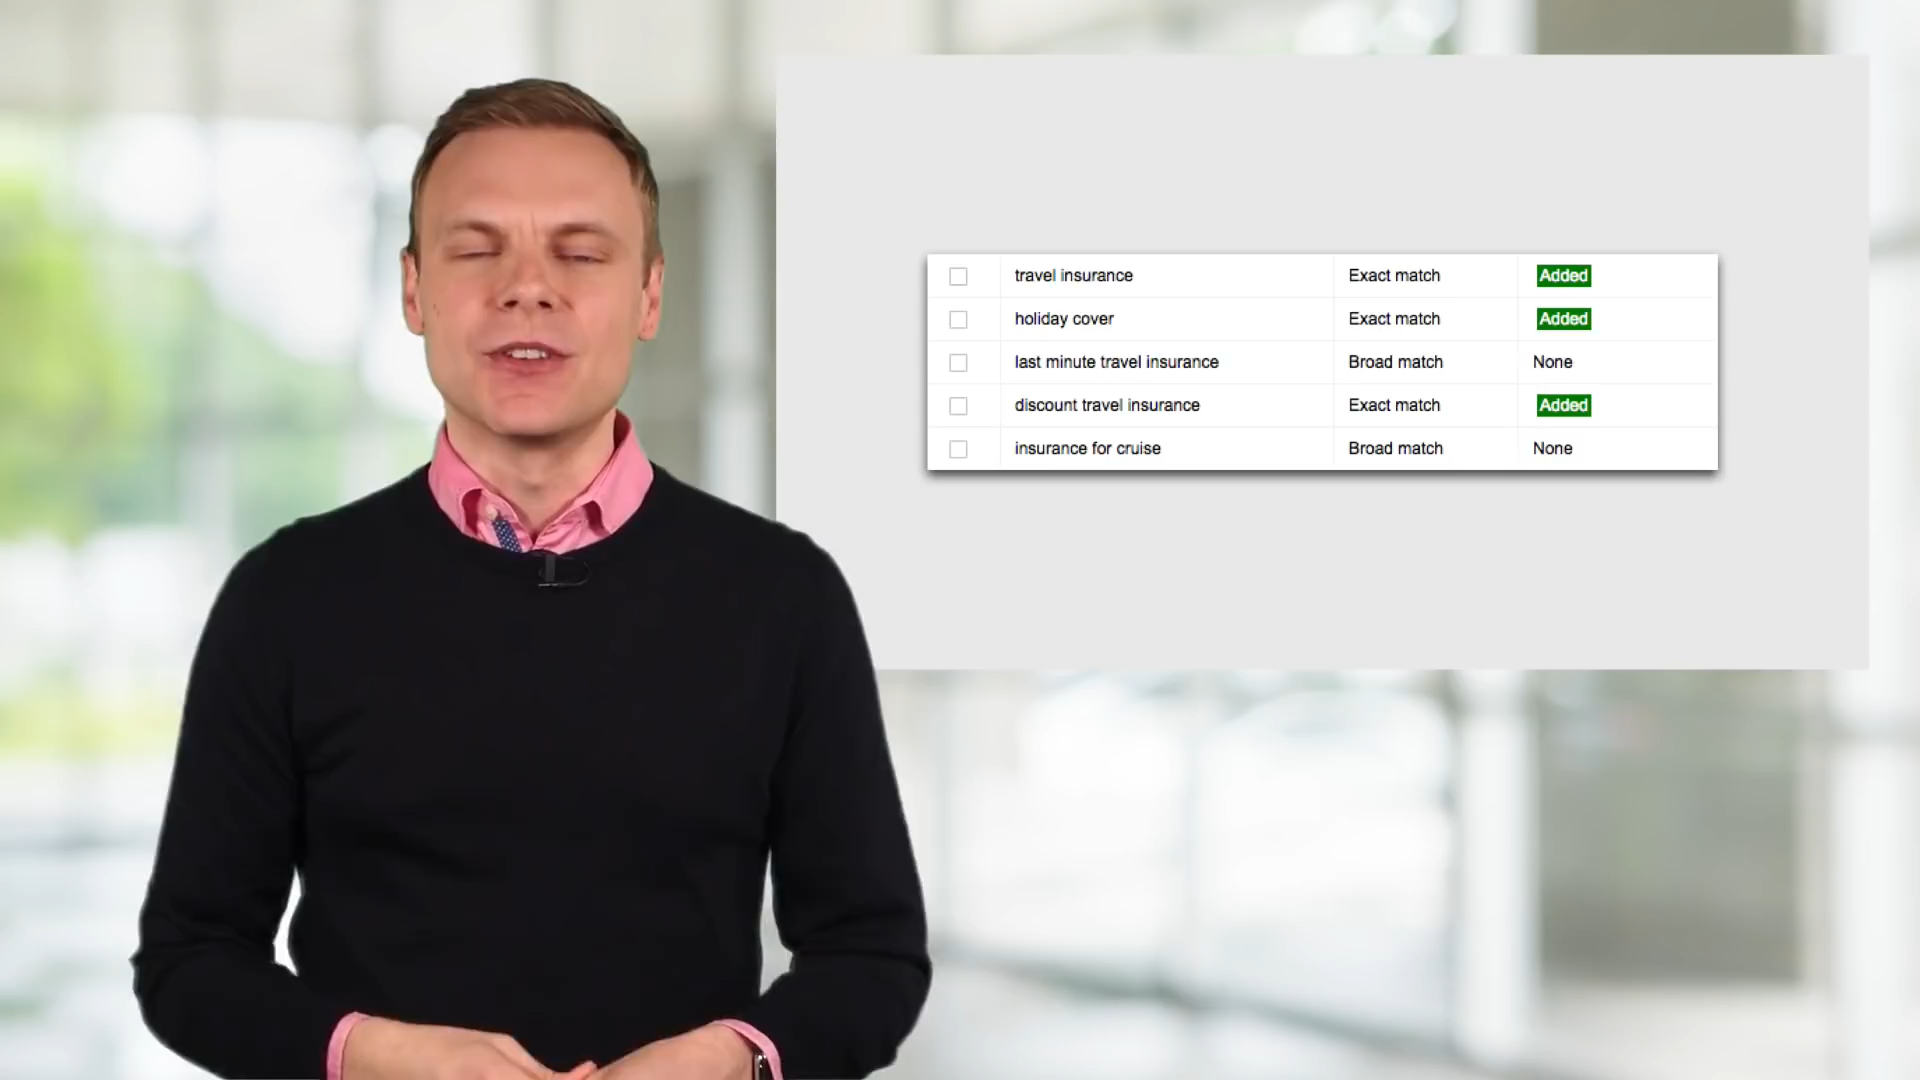 travel insurance Exact match Added
holiday cover Exact match Added
last minute travel insurance Broad match None
discount travel insurance Exact match Added
insurance for cruise Broad match None